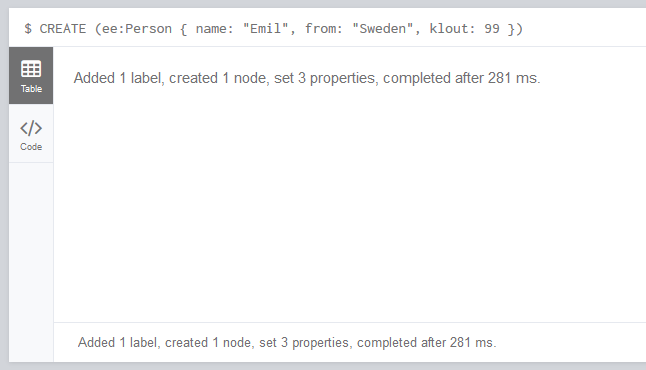 $ CREATE (ee:Person { name: "Emil", from: "Sweden", klout: 99 })
Table
Added 1 label, created 1 node, set 3 properties, completed after 281 ms.
</> 
Code
Added 1 label, created 1 node, set 3 properties, completed after 281 ms.